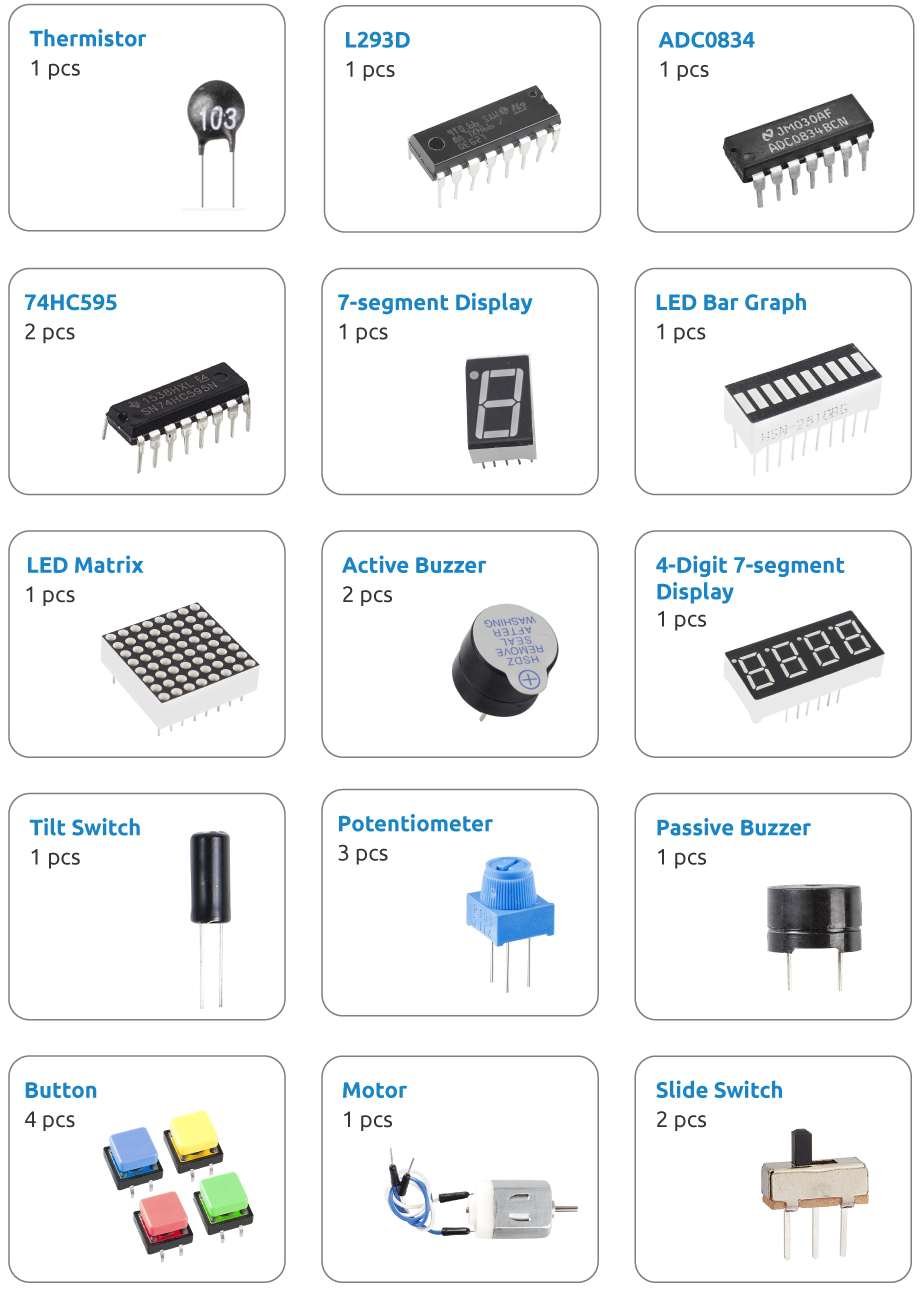 Thermistor
1 pcs
103
L293D
1 pcs
ADC0834
1 pcs
JM030AF
ADC0834BCN
74HC595
2 pcs
1538HXL E4
SN74HC595N
7-segment Display
1 pcs
LED Bar Graph
1 pcs
HSN-2510RG
LED Matrix
1 pcs
Active Buzzer
2 pcs
HSDZ
REMOVE
SEAL
AFTER
WASHING
4-Digit 7-segment
Display
1 pcs
Tilt Switch
1 pcs
Potentiometer
3 pcs
Passive Buzzer
1 pcs
Button
4 pcs
Motor
1 pcs
Slide Switch
2 pcs